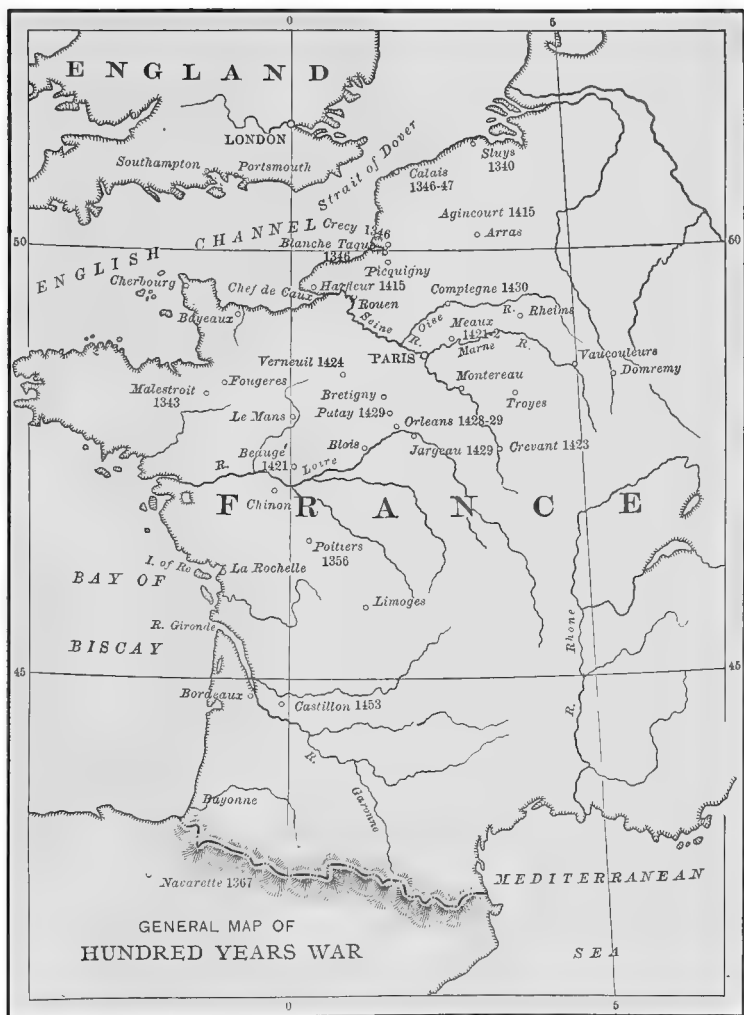 0
5
ENGLAND
LONDON
Strait of Dover
Southampton
Portsmouth
Sluys
1340
Calais
1346-47
Agincourt 1415
Arras
Crecy 1346
50
50
ENGLISH CHANNEL
Blanche Taque
1346
Picquigny
Cherbourg
Chef de Caux
Harfleur 1415
Compiegne 1430
Rouen
Bayeaux
Seine
R.
Oise
R.
Rheims
Meaux
1421-2
Marne
R.
PARIS
Vaucouleurs
Domremy
Verneuil 1424
Fougeres
Malestroit
1343
Montereau
Bretigny
Troyes
Le Mans
Putay 1429
Orleans 1428-29
Blois
Jargeau 1429
Crevant 1423
Beaugé
1421
R.
Loire
Chinon
FRANCE
Poitiers
1356
I. of Re
La Rochelle
BAY OF
BISCAY
Limoges
R. Gironde
Rhone
R.
45
45
Bordeaux
Castillon 1453
R.
Garonne
Bayonne
Navarette 1367
MEDITERRANEAN
SEA
GENERAL MAP OF
HUNDRED YEARS WAR
0
5